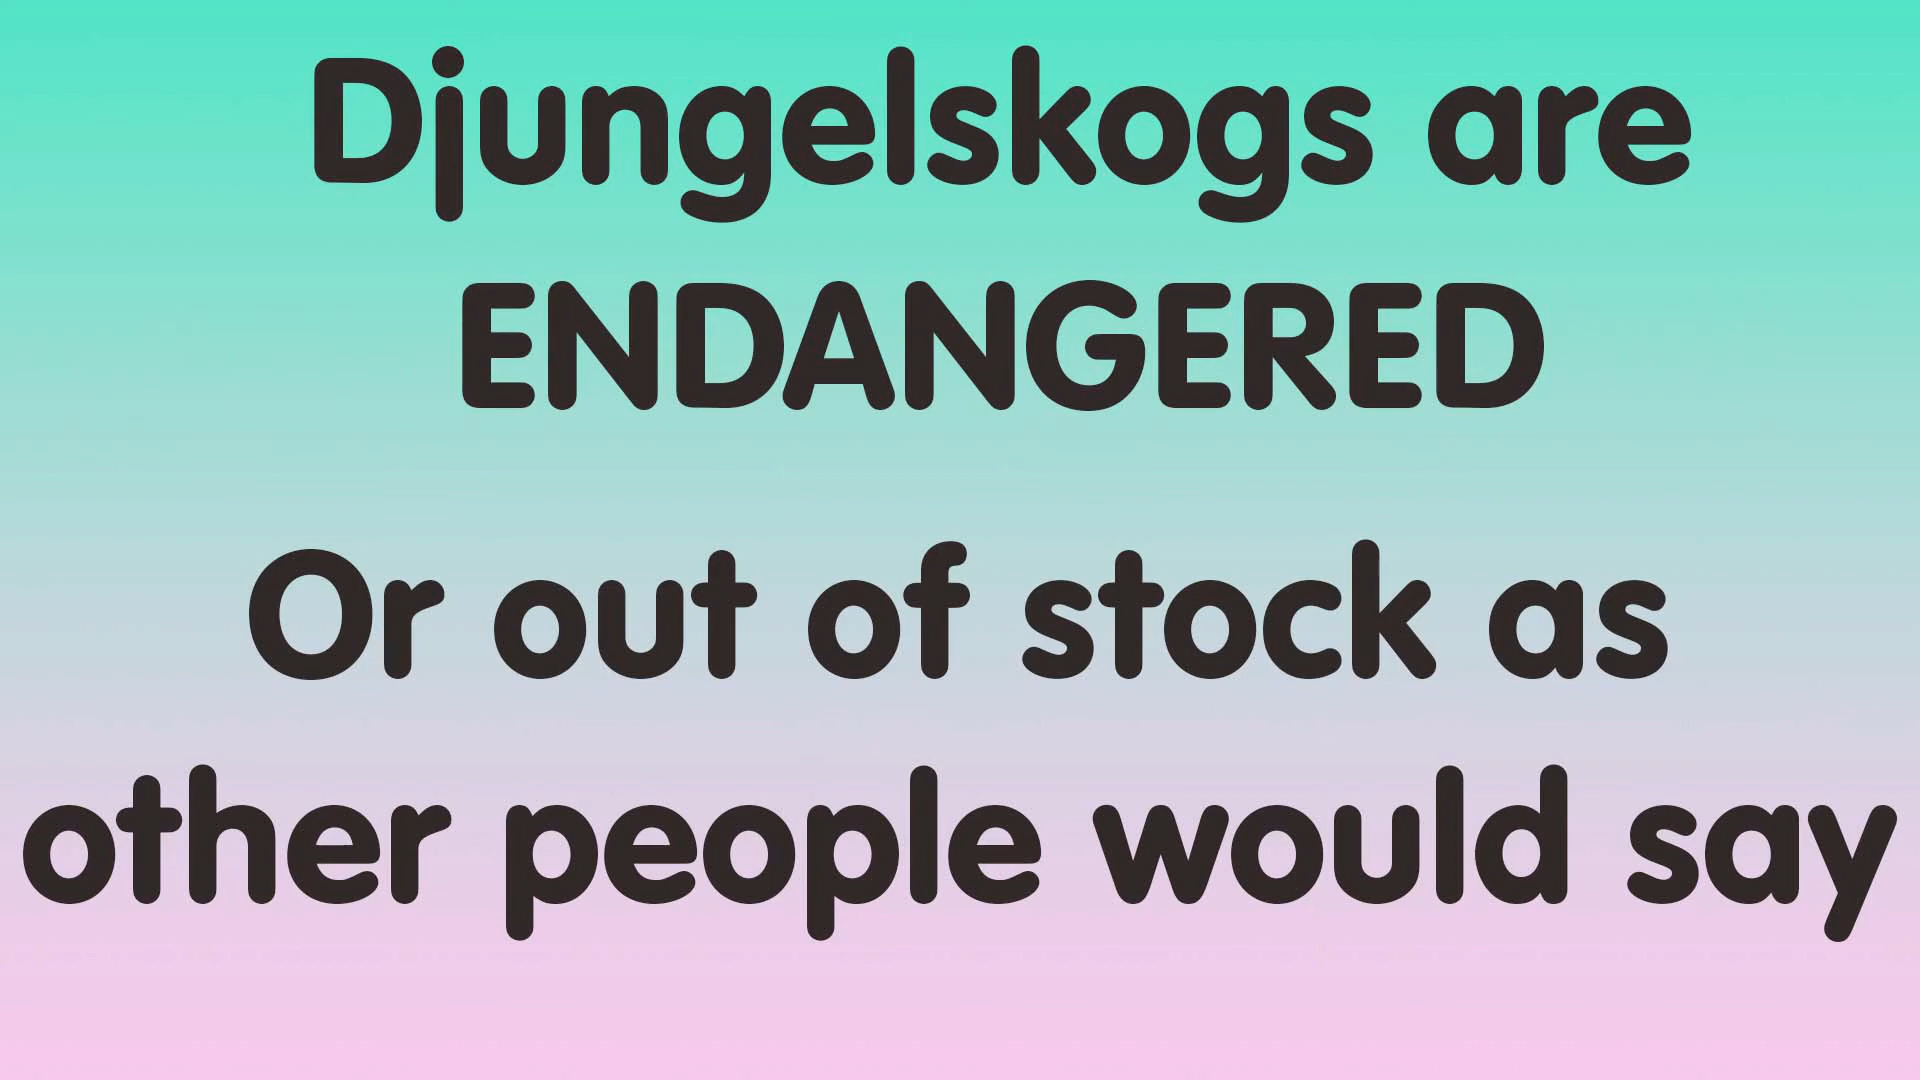 Djungelskogs are
ENDANGERED
Or out of stock as
other people would say